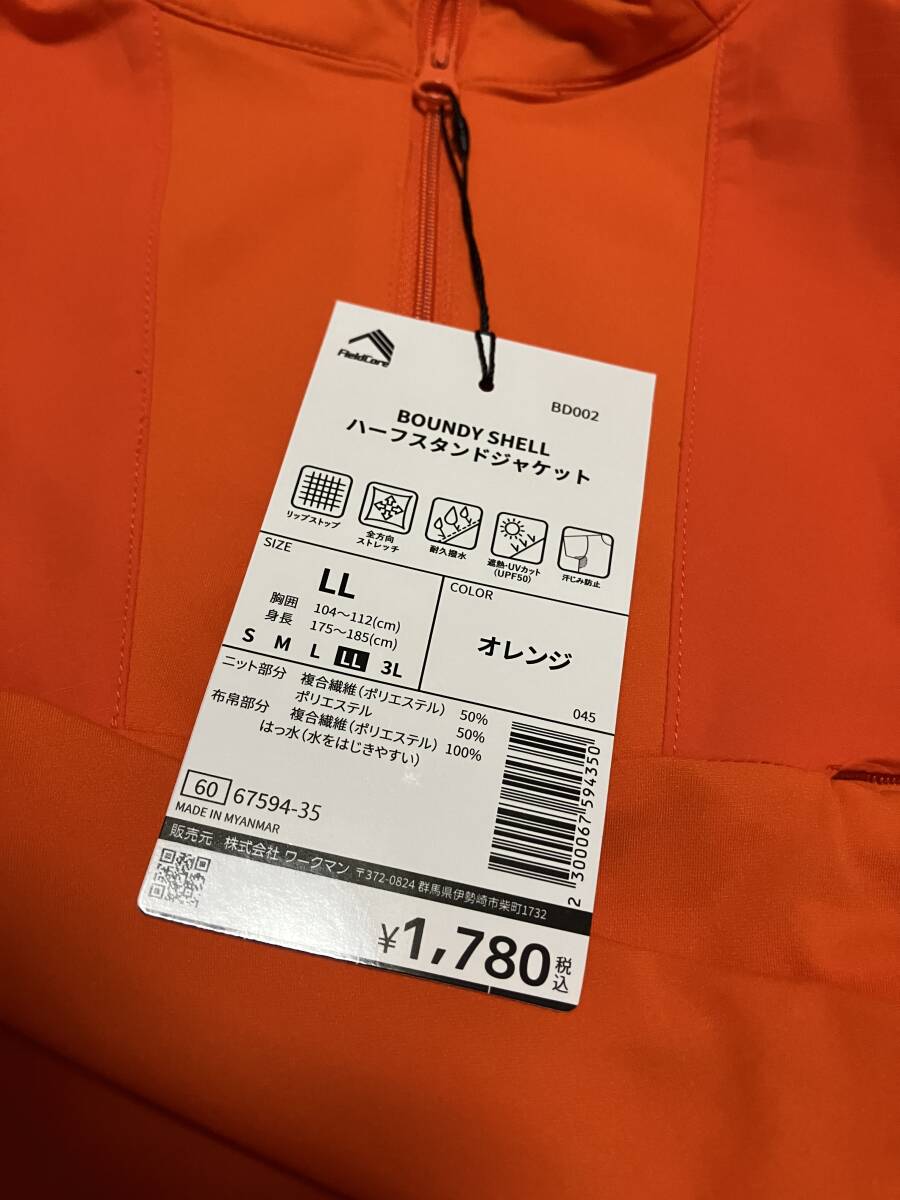 FieldCore
BD002
BOUNDY SHELL
ハーフスタンドジャケット
リップストップ
全方向
ストレッチ
耐久撥水
遮熱・UVカット
(UPF50)
汗じみ防止
SIZE
LL
胸囲 104～112(cm)
身長 175～185(cm)
S M L LL 3L
COLOR
オレンジ
045
ニット部分 複合繊維（ポリエステル） 50%
ポリエステル 50%
布帛部分 複合繊維（ポリエステル） 100%
はっ水（水をはじきやすい）
60 67594-35
MADE IN MYANMAR
2 300067 594350
販売元 株式会社 ワークマン 〒372-0824 群馬県伊勢崎市柴町1732
¥1,780 税込